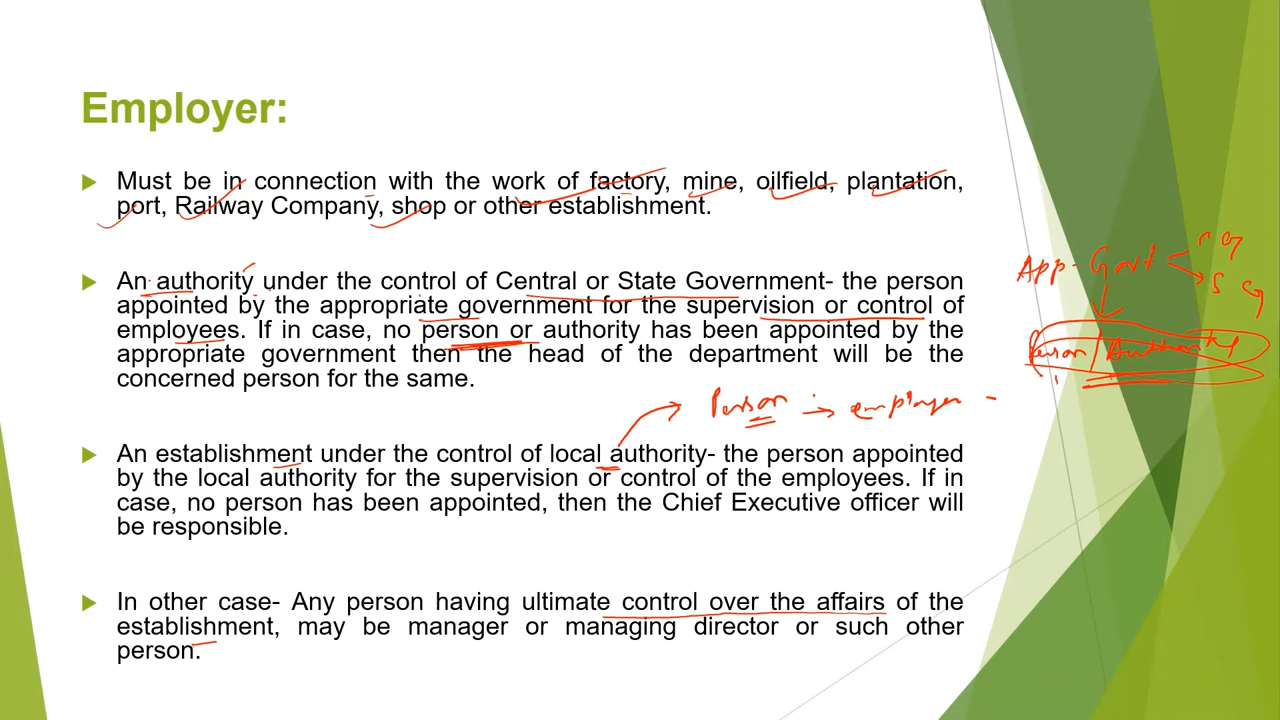 Employer:
Must be in connection with the work of factory, mine, oilfield, plantation,
port, Railway Company, shop or other establishment.
An authority under the control of Central or State Government- the person
appointed by the appropriate government for the supervision or control of
employees. If in case, no person or authority has been appointed by the
appropriate government then the head of the department will be the
concerned person for the same.
App. Govt
S G
Person/Authority
Person → employer
An establishment under the control of local authority- the person appointed
by the local authority for the supervision or control of the employees. If in
case, no person has been appointed, then the Chief Executive officer will
be responsible.
In other case- Any person having ultimate control over the affairs of the
establishment, may be manager or managing director or such other
person.